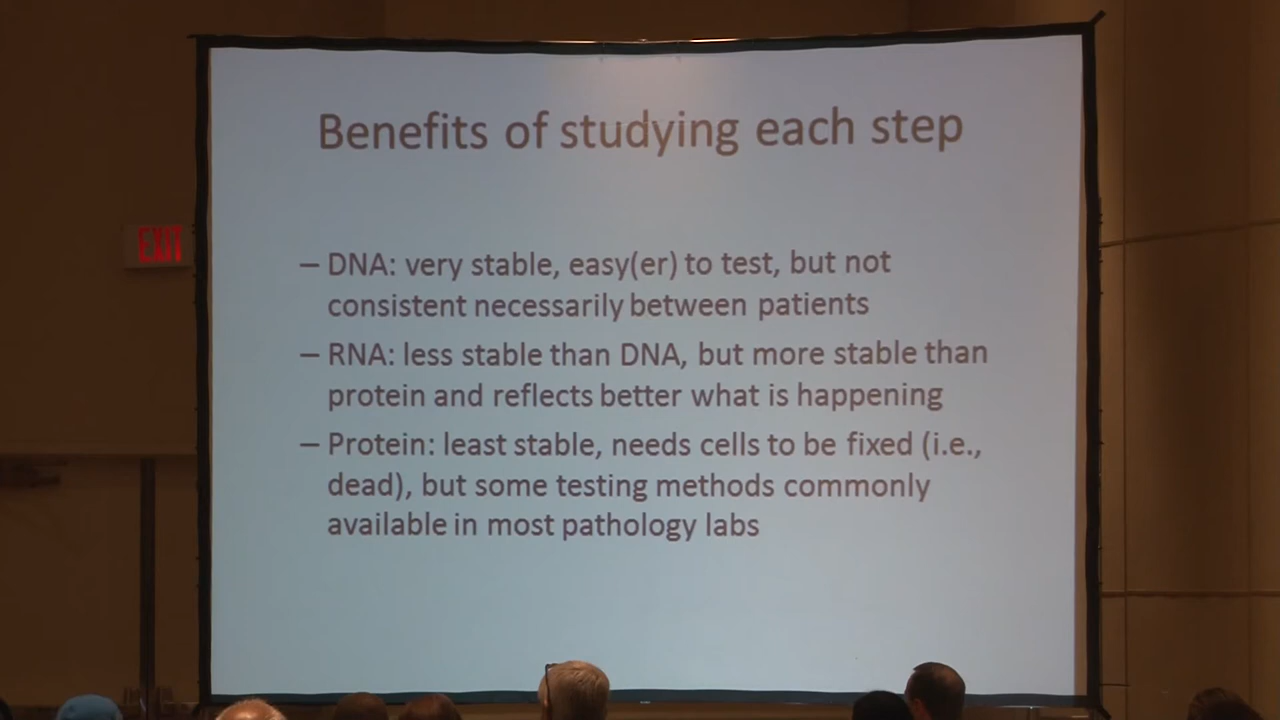 Benefits of studying each step
EXIT
– DNA: very stable, easy(er) to test, but not
consistent necessarily between patients
– RNA: less stable than DNA, but more stable than
protein and reflects better what is happening
– Protein: least stable, needs cells to be fixed (i.e.,
dead), but some testing methods commonly
available in most pathology labs